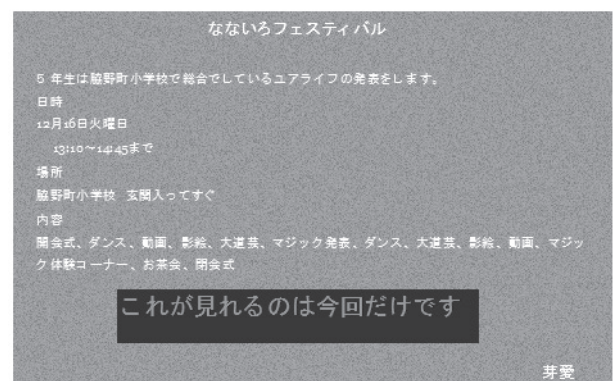 なないろフェスティバル
5 年生は脇野町小学校で総合でしているユアライフの発表をします。
日時
12月16日火曜日
13:10～14:45まで
場所
脇野町小学校 玄関入ってすぐ
内容
開会式、ダンス、動画、影絵、大道芸、マジック発表、ダンス、大道芸、影絵、動画、マジッ
ク体験コーナー、お茶会、閉会式
これが見れるのは今回だけです
芽愛